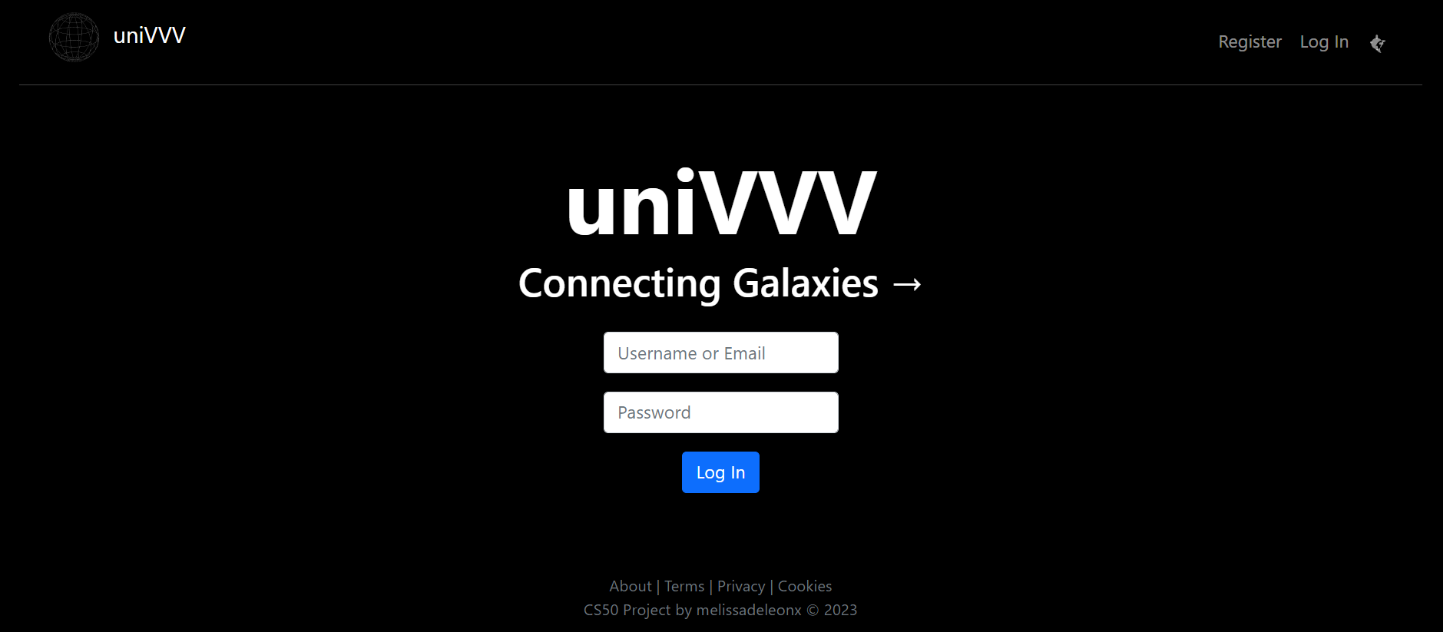 uniVVV
Register Log In
uniVVV
Connecting Galaxies →
Username or Email
Password
Log In
About | Terms | Privacy | Cookies
CS50 Project by melissadeleonx © 2023